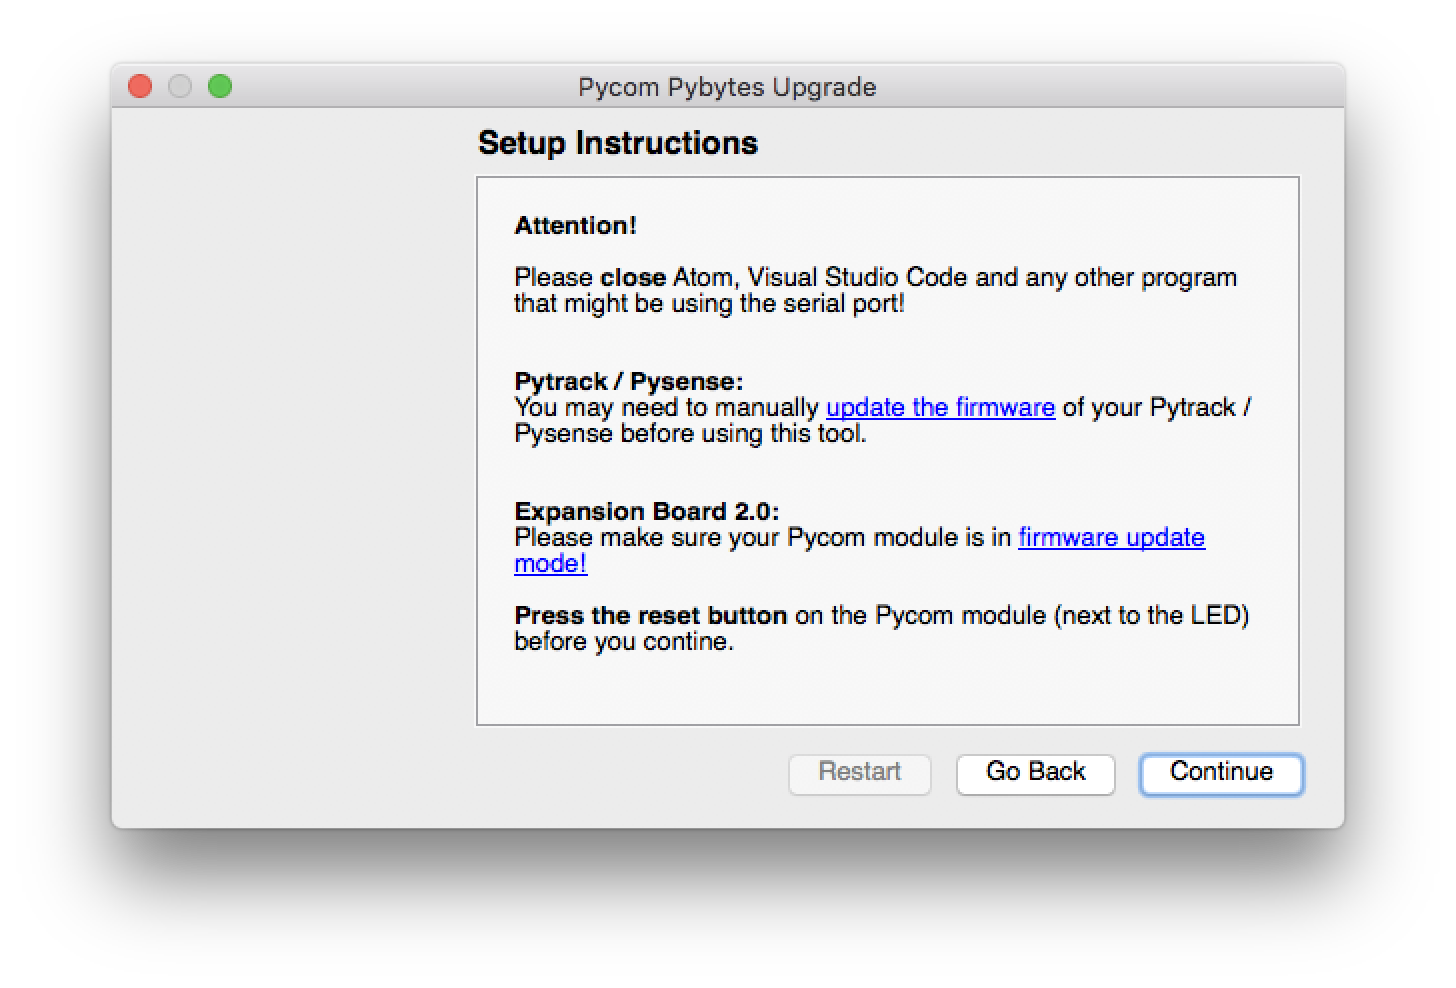 Pycom Pybytes Upgrade
Setup Instructions
Attention!
Please close Atom, Visual Studio Code and any other program
that might be using the serial port!
Pytrack / Pysense:
You may need to manually update the firmware of your Pytrack /
Pysense before using this tool.
Expansion Board 2.0:
Please make sure your Pycom module is in firmware update
mode!
Press the reset button on the Pycom module (next to the LED)
before you contine.
Restart
Go Back
Continue